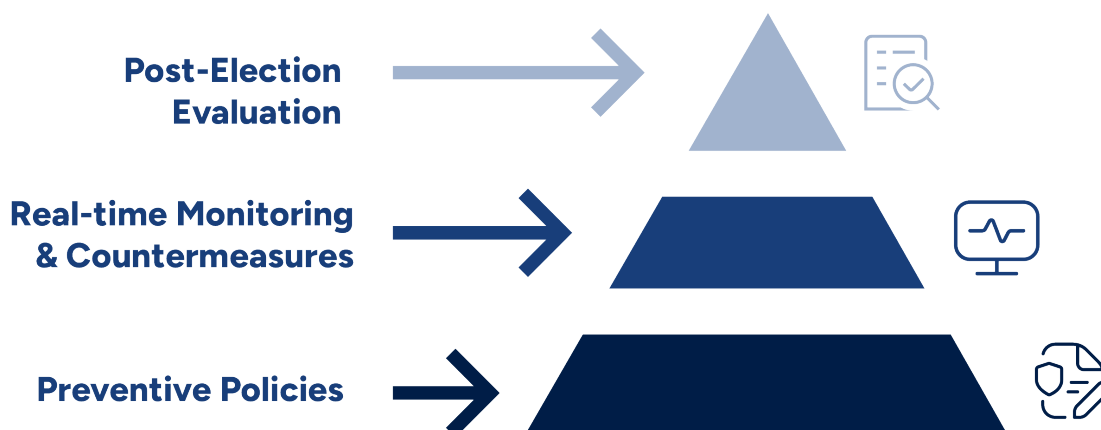 Post-Election
Evaluation
Real-time Monitoring
& Countermeasures
Preventive Policies